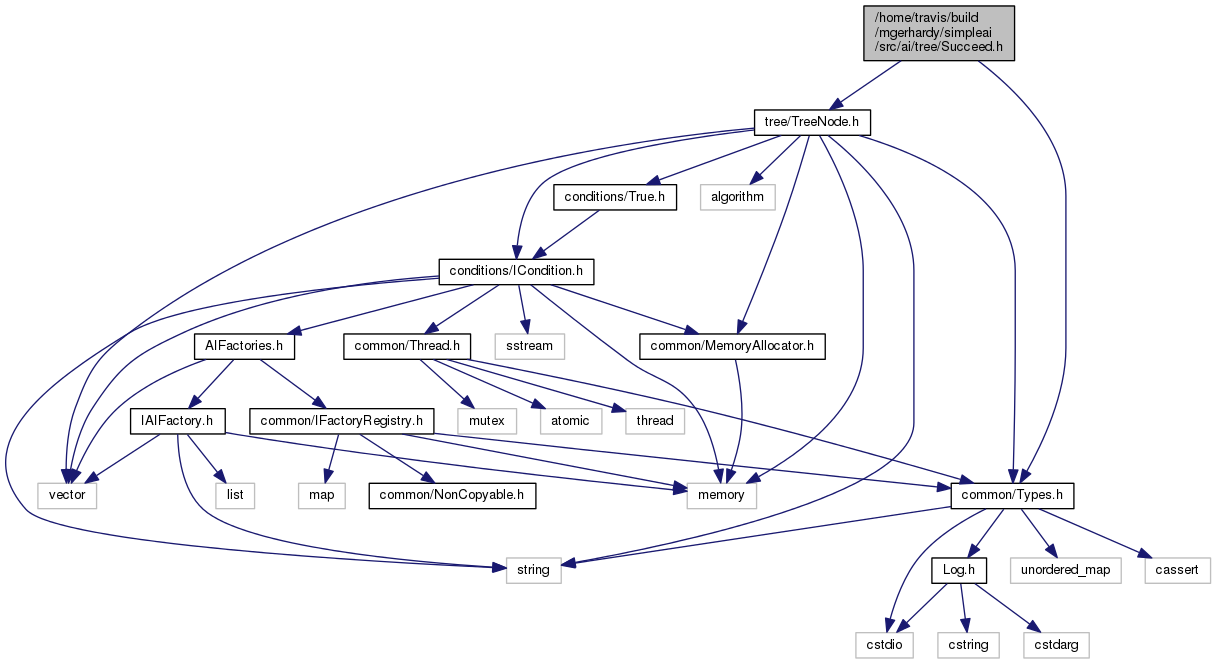 /home/travis/build
/mgerhardy/simpleai
/src/ai/tree/Succeed.h
tree/TreeNode.h
conditions/True.h
algorithm
conditions/ICondition.h
AIFactories.h
common/Thread.h
sstream
common/MemoryAllocator.h
IAIFactory.h
common/IFactoryRegistry.h
mutex
atomic
thread
vector
list
map
common/NonCopyable.h
memory
common/Types.h
string
Log.h
unordered_map
cassert
cstdio
cstring
cstdarg